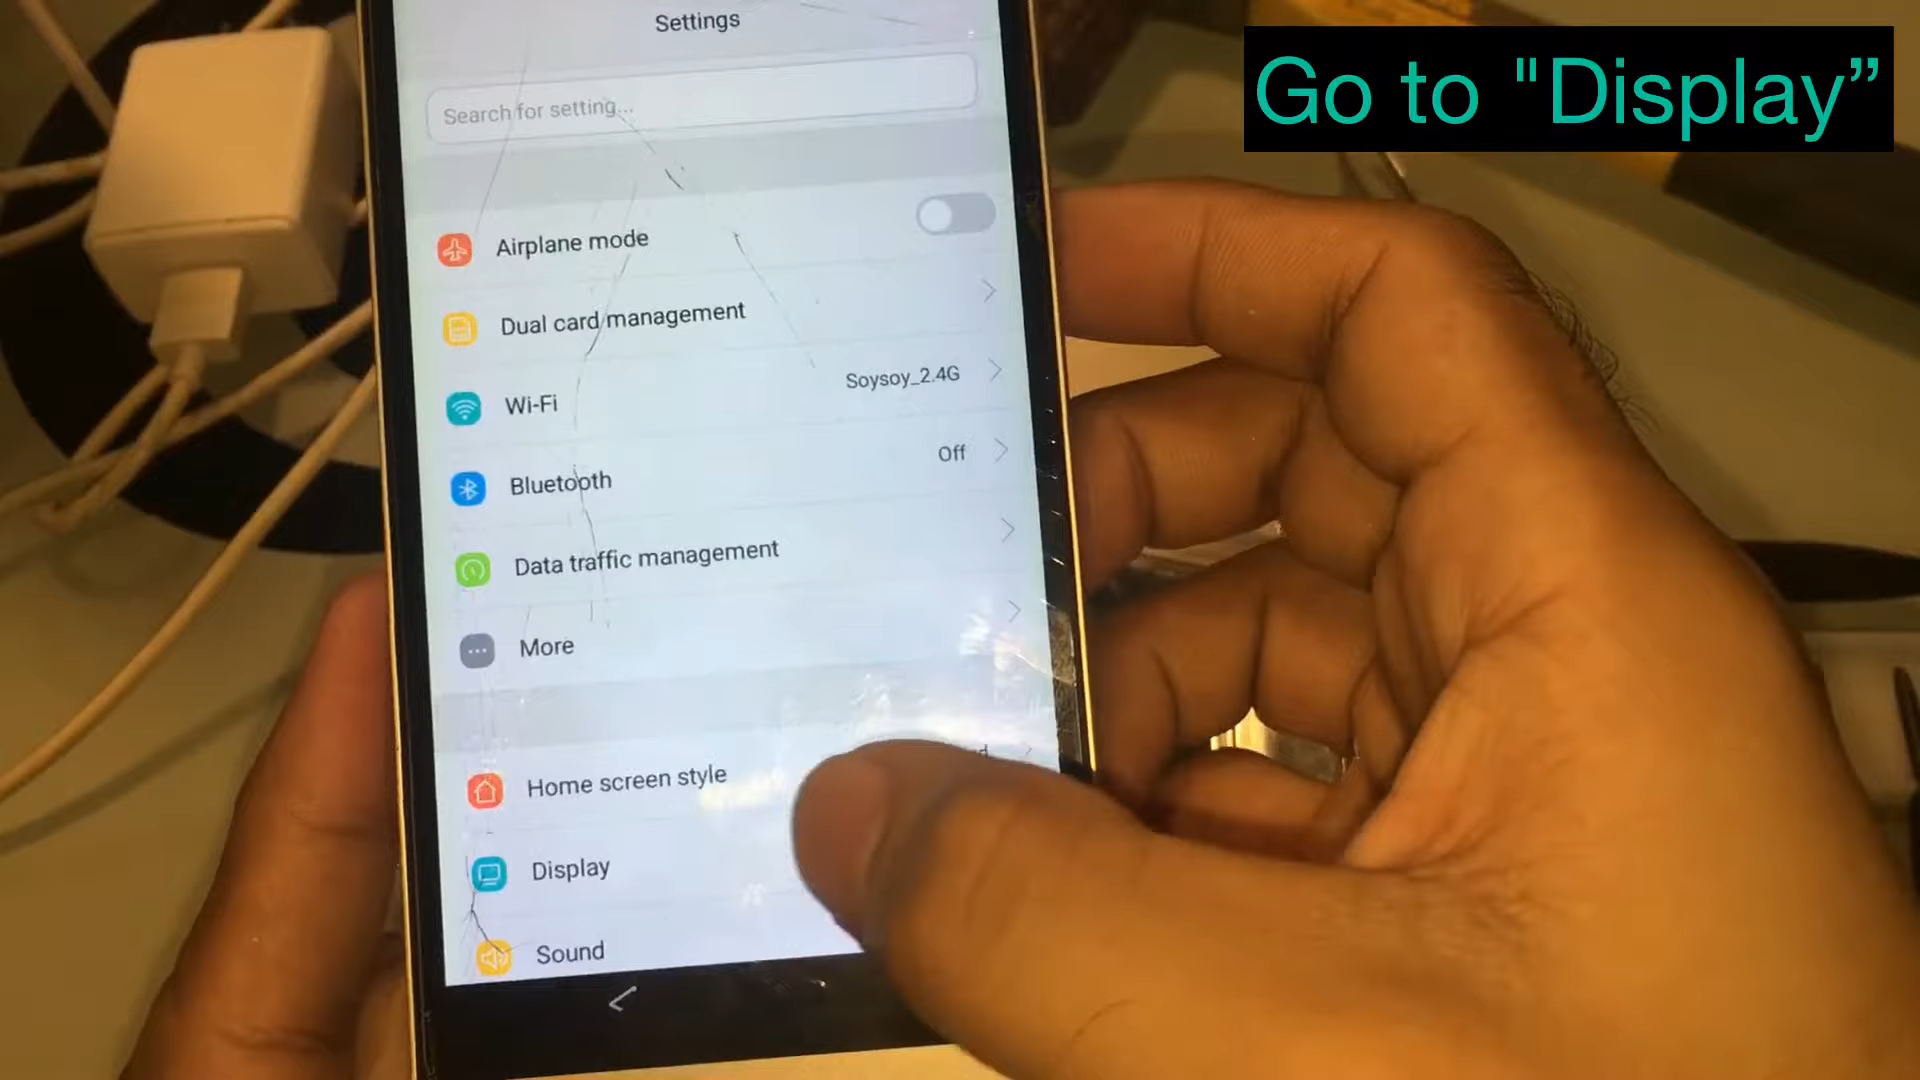 Settings
Go to "Display”
Search for setting...
Airplane mode
Dual card management
Wi-Fi
Soysoy_2.4G
Bluetooth
Off
Data traffic management
More
Home screen style
Display
Sound